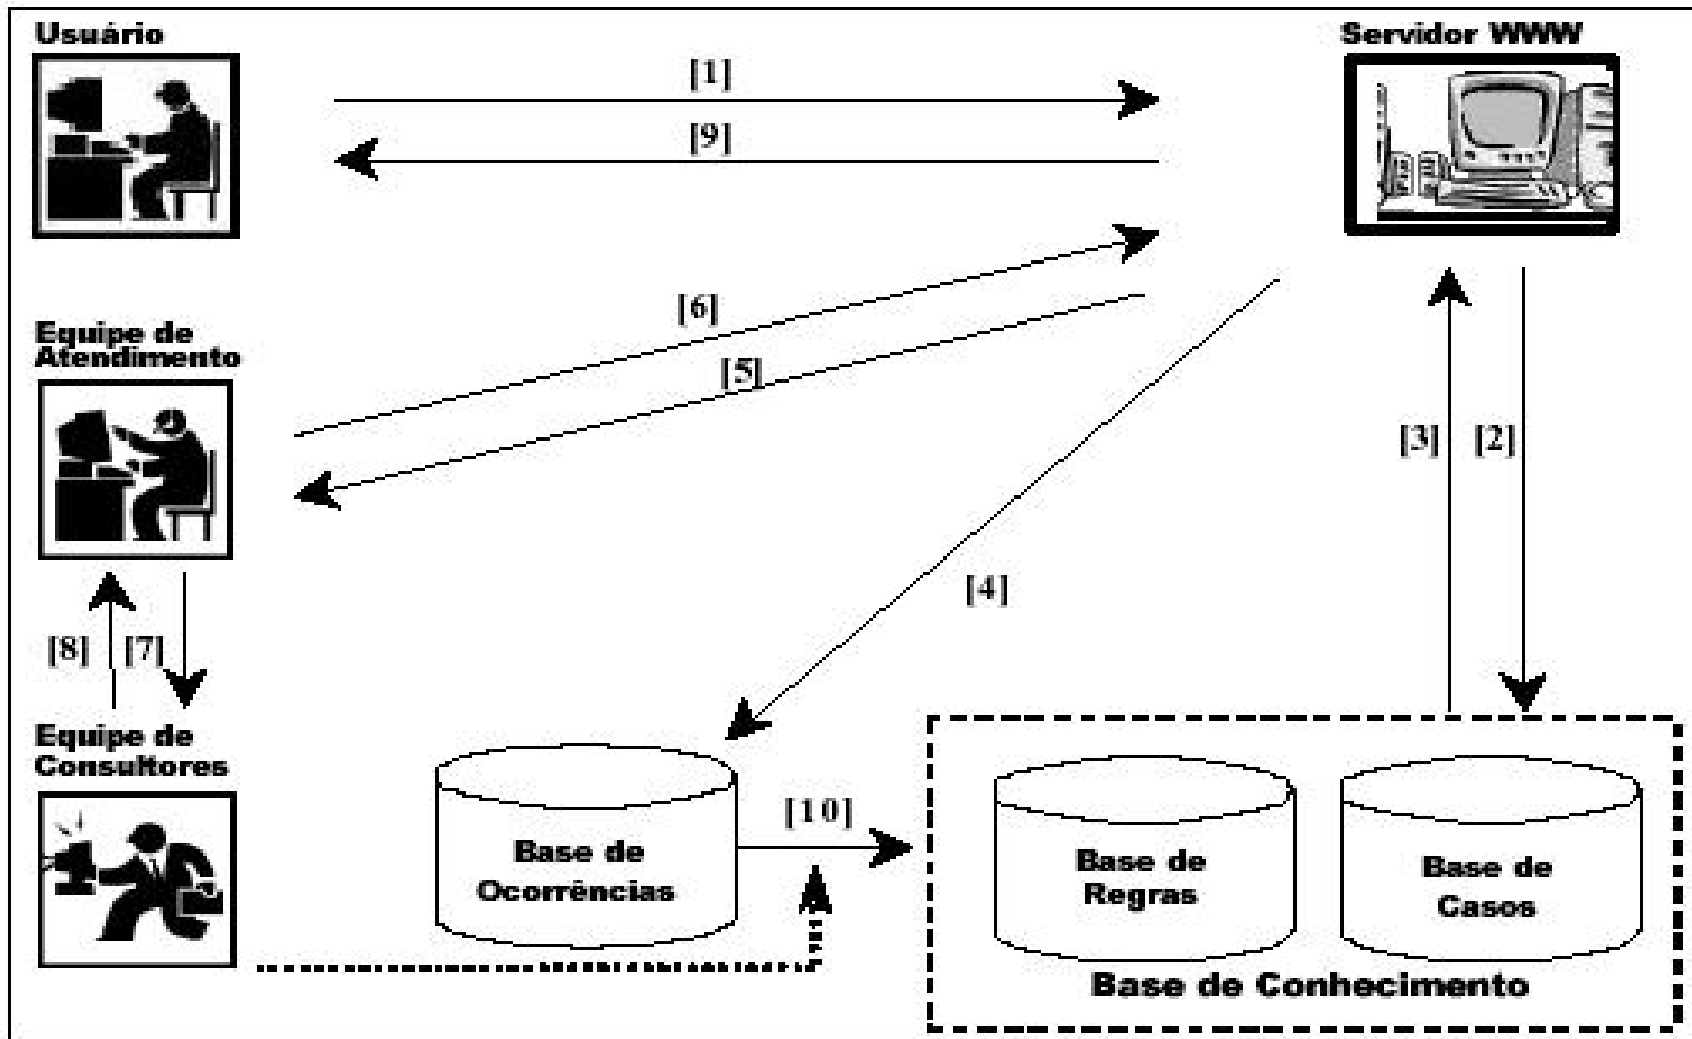 Usuário
Servidor WWW
[1]
[9]
Equipe de
Atendimento
[6]
[5]
[3]
[2]
[4]
[8]
[7]
Equipe de
Consultores
[10]
Base de
Ocorrências
Base de
Regras
Base de
Casos
Base de Conhecimento